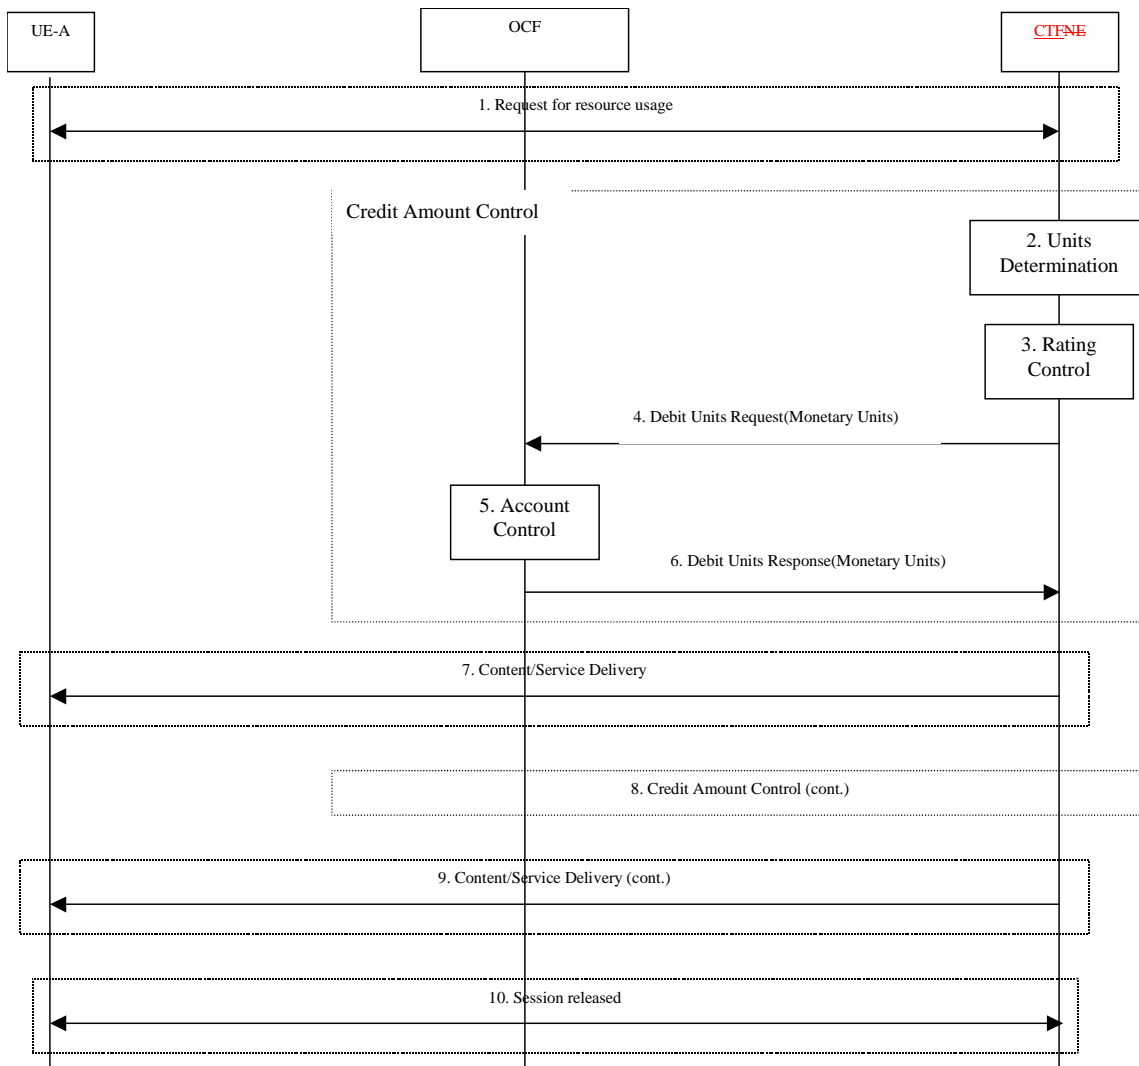 UE-A
OCF
CTFNE
1. Request for resource usage
Credit Amount Control
2. Units
Determination
3. Rating
Control
4. Debit Units Request(Monetary Units)
5. Account
Control
6. Debit Units Response(Monetary Units)
7. Content/Service Delivery
8. Credit Amount Control (cont.)
9. Content/Service Delivery (cont.)
10. Session released